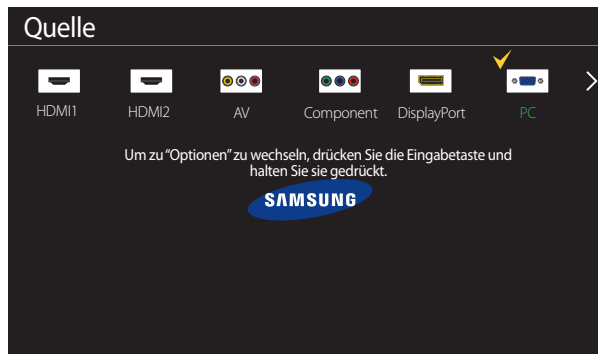 Quelle
HDMI1 HDMI2 AV Component DisplayPort PC
Um zu "Optionen" zu wechseln, drücken Sie die Eingabetaste und
halten Sie sie gedrückt.
SAMSUNG